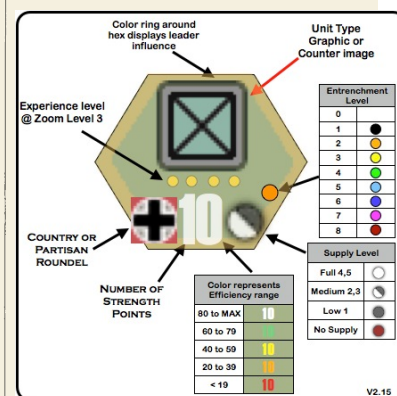 Color ring around
hex displays leader
influence
Unit Type
Graphic or
Counter image
Experience level
@ Zoom Level 3
Entrenchment
Level
0
1
2
3
4
5
6
7
8
10
Country or
Partisan
Roundel
Number of
Strength
Points
Color represents
Efficiency range
80 to MAX 10
60 to 79 10
40 to 59 10
20 to 39 10
< 19 10
Supply Level
Full 4,5
Medium 2,3
Low 1
No Supply
V2.15